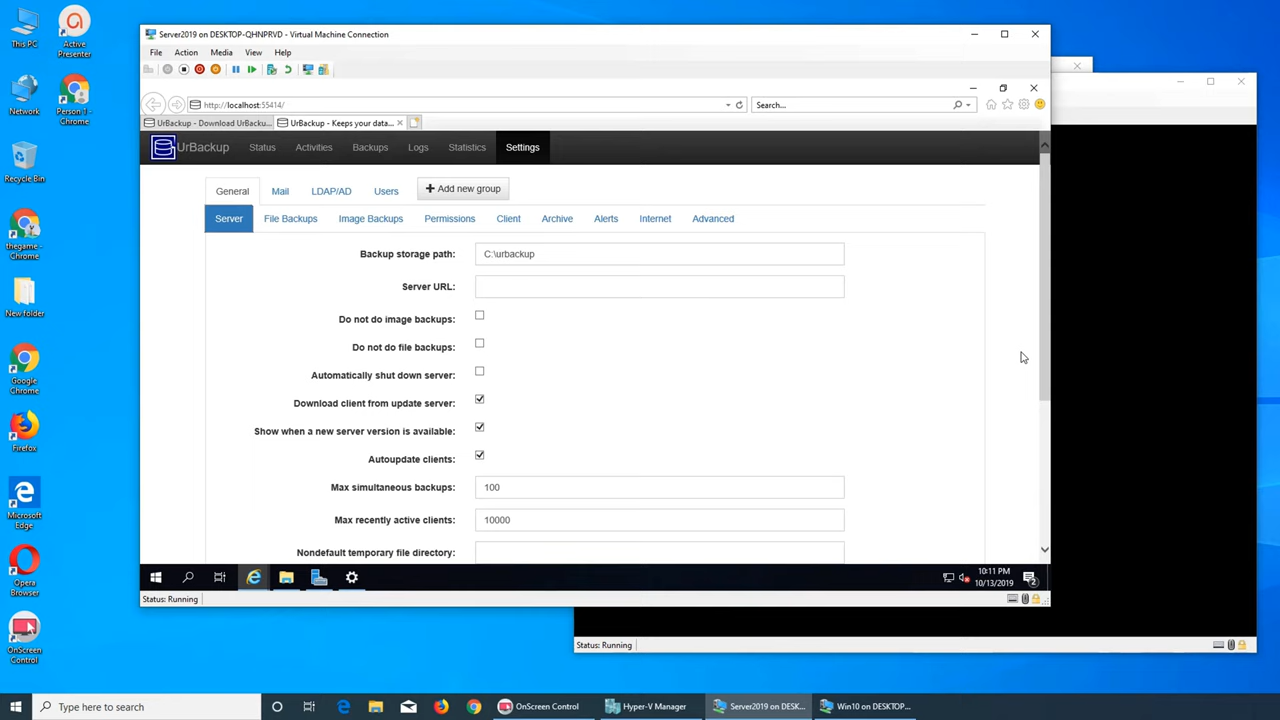 This PC
Active Presenter
Network
Person 1 - Chrome
Recycle Bin
thegame - Chrome
New folder
Google Chrome
Firefox
Microsoft Edge
Opera Browser
OnScreen Control
Server2019 on DESKTOP-QHNPRVD - Virtual Machine Connection
File Action Media View Help
http://localhost:55414/
Search...
UrBackup - Download UrBacku...
UrBackup - Keeps your data...
UrBackup Status Activities Backups Logs Statistics Settings
General Mail LDAP/AD Users + Add new group
Server File Backups Image Backups Permissions Client Archive Alerts Internet Advanced
Backup storage path: C:\urbackup
Server URL:
Do not do image backups:
Do not do file backups:
Automatically shut down server:
Download client from update server:
Show when a new server version is available:
Autoupdate clients:
Max simultaneous backups: 100
Max recently active clients: 10000
Nondefault temporary file directory:
10:11 PM
10/13/2019
2
Status: Running
Status: Running
Type here to search
OnScreen Control
Hyper-V Manager
Server2019 on DESK...
Win10 on DESKTOP...